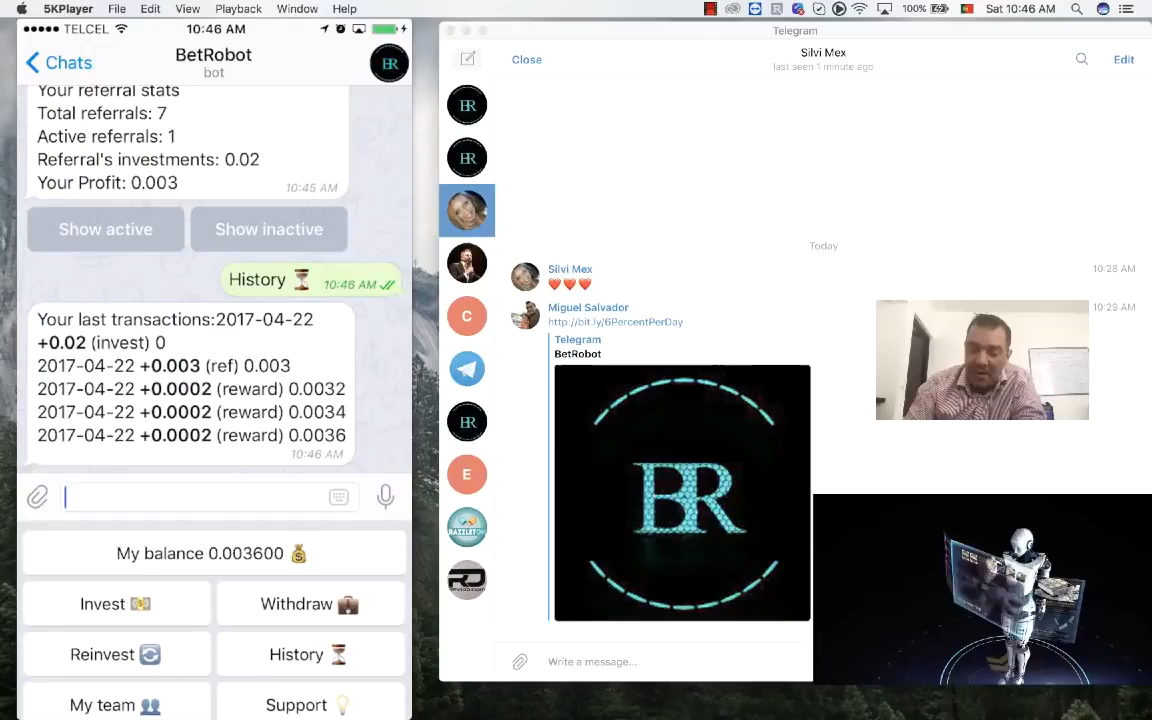 5KPlayer File Edit View Playback Window Help
100% Sat 10:46 AM
TELCEL 10:46 AM
Chats
BetRobot
bot
BR
Your referral stats
Total referrals: 7
Active referrals: 1
Referral's investments: 0.02
Your Profit: 0.003
10:45 AM
Show active
Show inactive
History ⏳ 10:46 AM
Your last transactions:2017-04-22
+0.02 (invest) 0
2017-04-22 +0.003 (ref) 0.003
2017-04-22 +0.0002 (reward) 0.0032
2017-04-22 +0.0002 (reward) 0.0034
2017-04-22 +0.0002 (reward) 0.0036
10:46 AM
My balance 0.003600 💰
Invest 💵
Withdraw 💼
Reinvest 🔄
History ⏳
My team 👥
Support 💡
Telegram
Close
Silvi Mex
last seen 1 minute ago
Edit
BR
BR
C
BR
E
RAZZLETON
Today
Silvi Mex
10:28 AM
❤️❤️❤️
Miguel Salvador
10:29 AM
http://bit.ly/6PercentPerDay
Telegram
BetRobot
BR
Write a message...